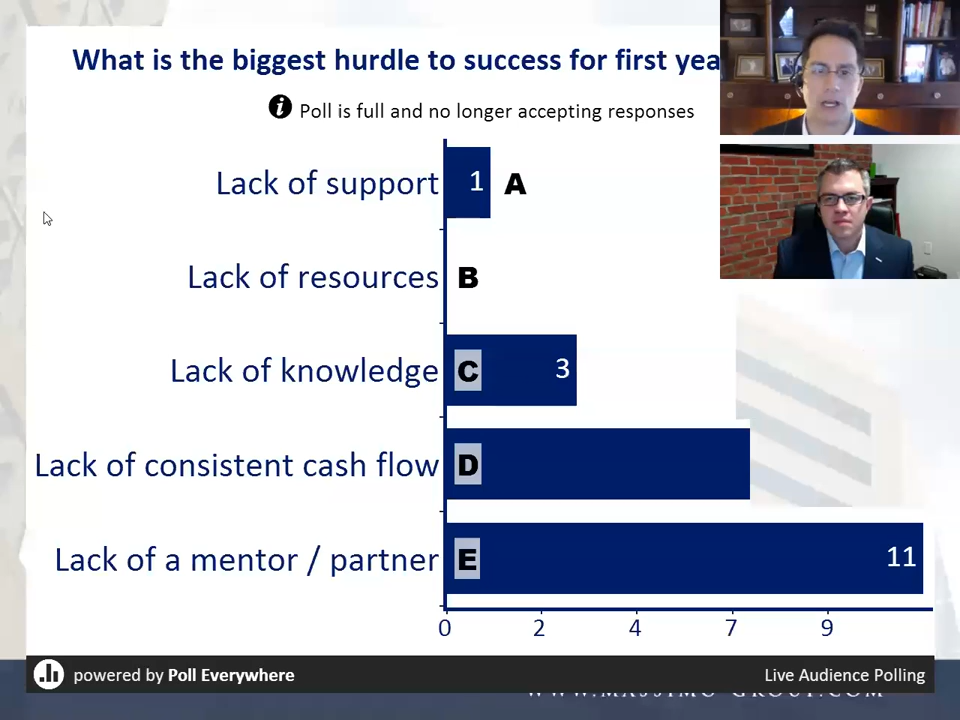 What is the biggest hurdle to success for first yea
Poll is full and no longer accepting responses
Lack of support 1 A
Lack of resources B
Lack of knowledge C 3
Lack of consistent cash flow D
Lack of a mentor / partner E 11
0 2 4 7 9
powered by Poll Everywhere Live Audience Polling